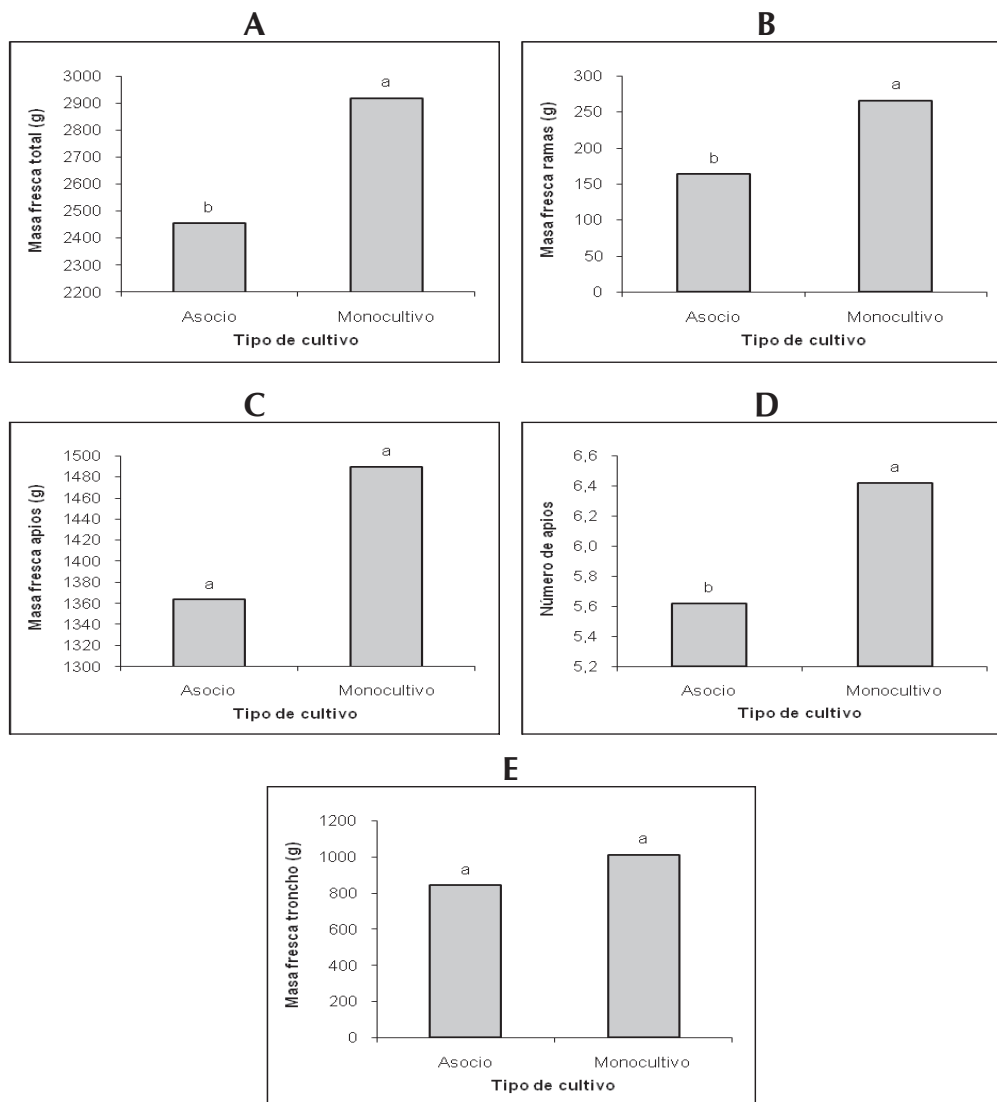 A
Masa fresca total (g)
3000
2900
2800
2700
2600
2500
2400
2300
2200
b
a
Asocio
Monocultivo
Tipo de cultivo
B
Masa fresca ramas (g)
300
250
200
150
100
50
0
b
a
Asocio
Monocultivo
Tipo de cultivo
C
Masa fresca apios (g)
1500
1480
1460
1440
1420
1400
1380
1360
1340
1320
1300
a
a
Asocio
Monocultivo
Tipo de cultivo
D
Número de apios
6,6
6,4
6,2
6,0
5,8
5,6
5,4
5,2
b
a
Asocio
Monocultivo
Tipo de cultivo
E
Masa fresca troncho (g)
1200
1000
800
600
400
200
0
a
a
Asocio
Monocultivo
Tipo de cultivo